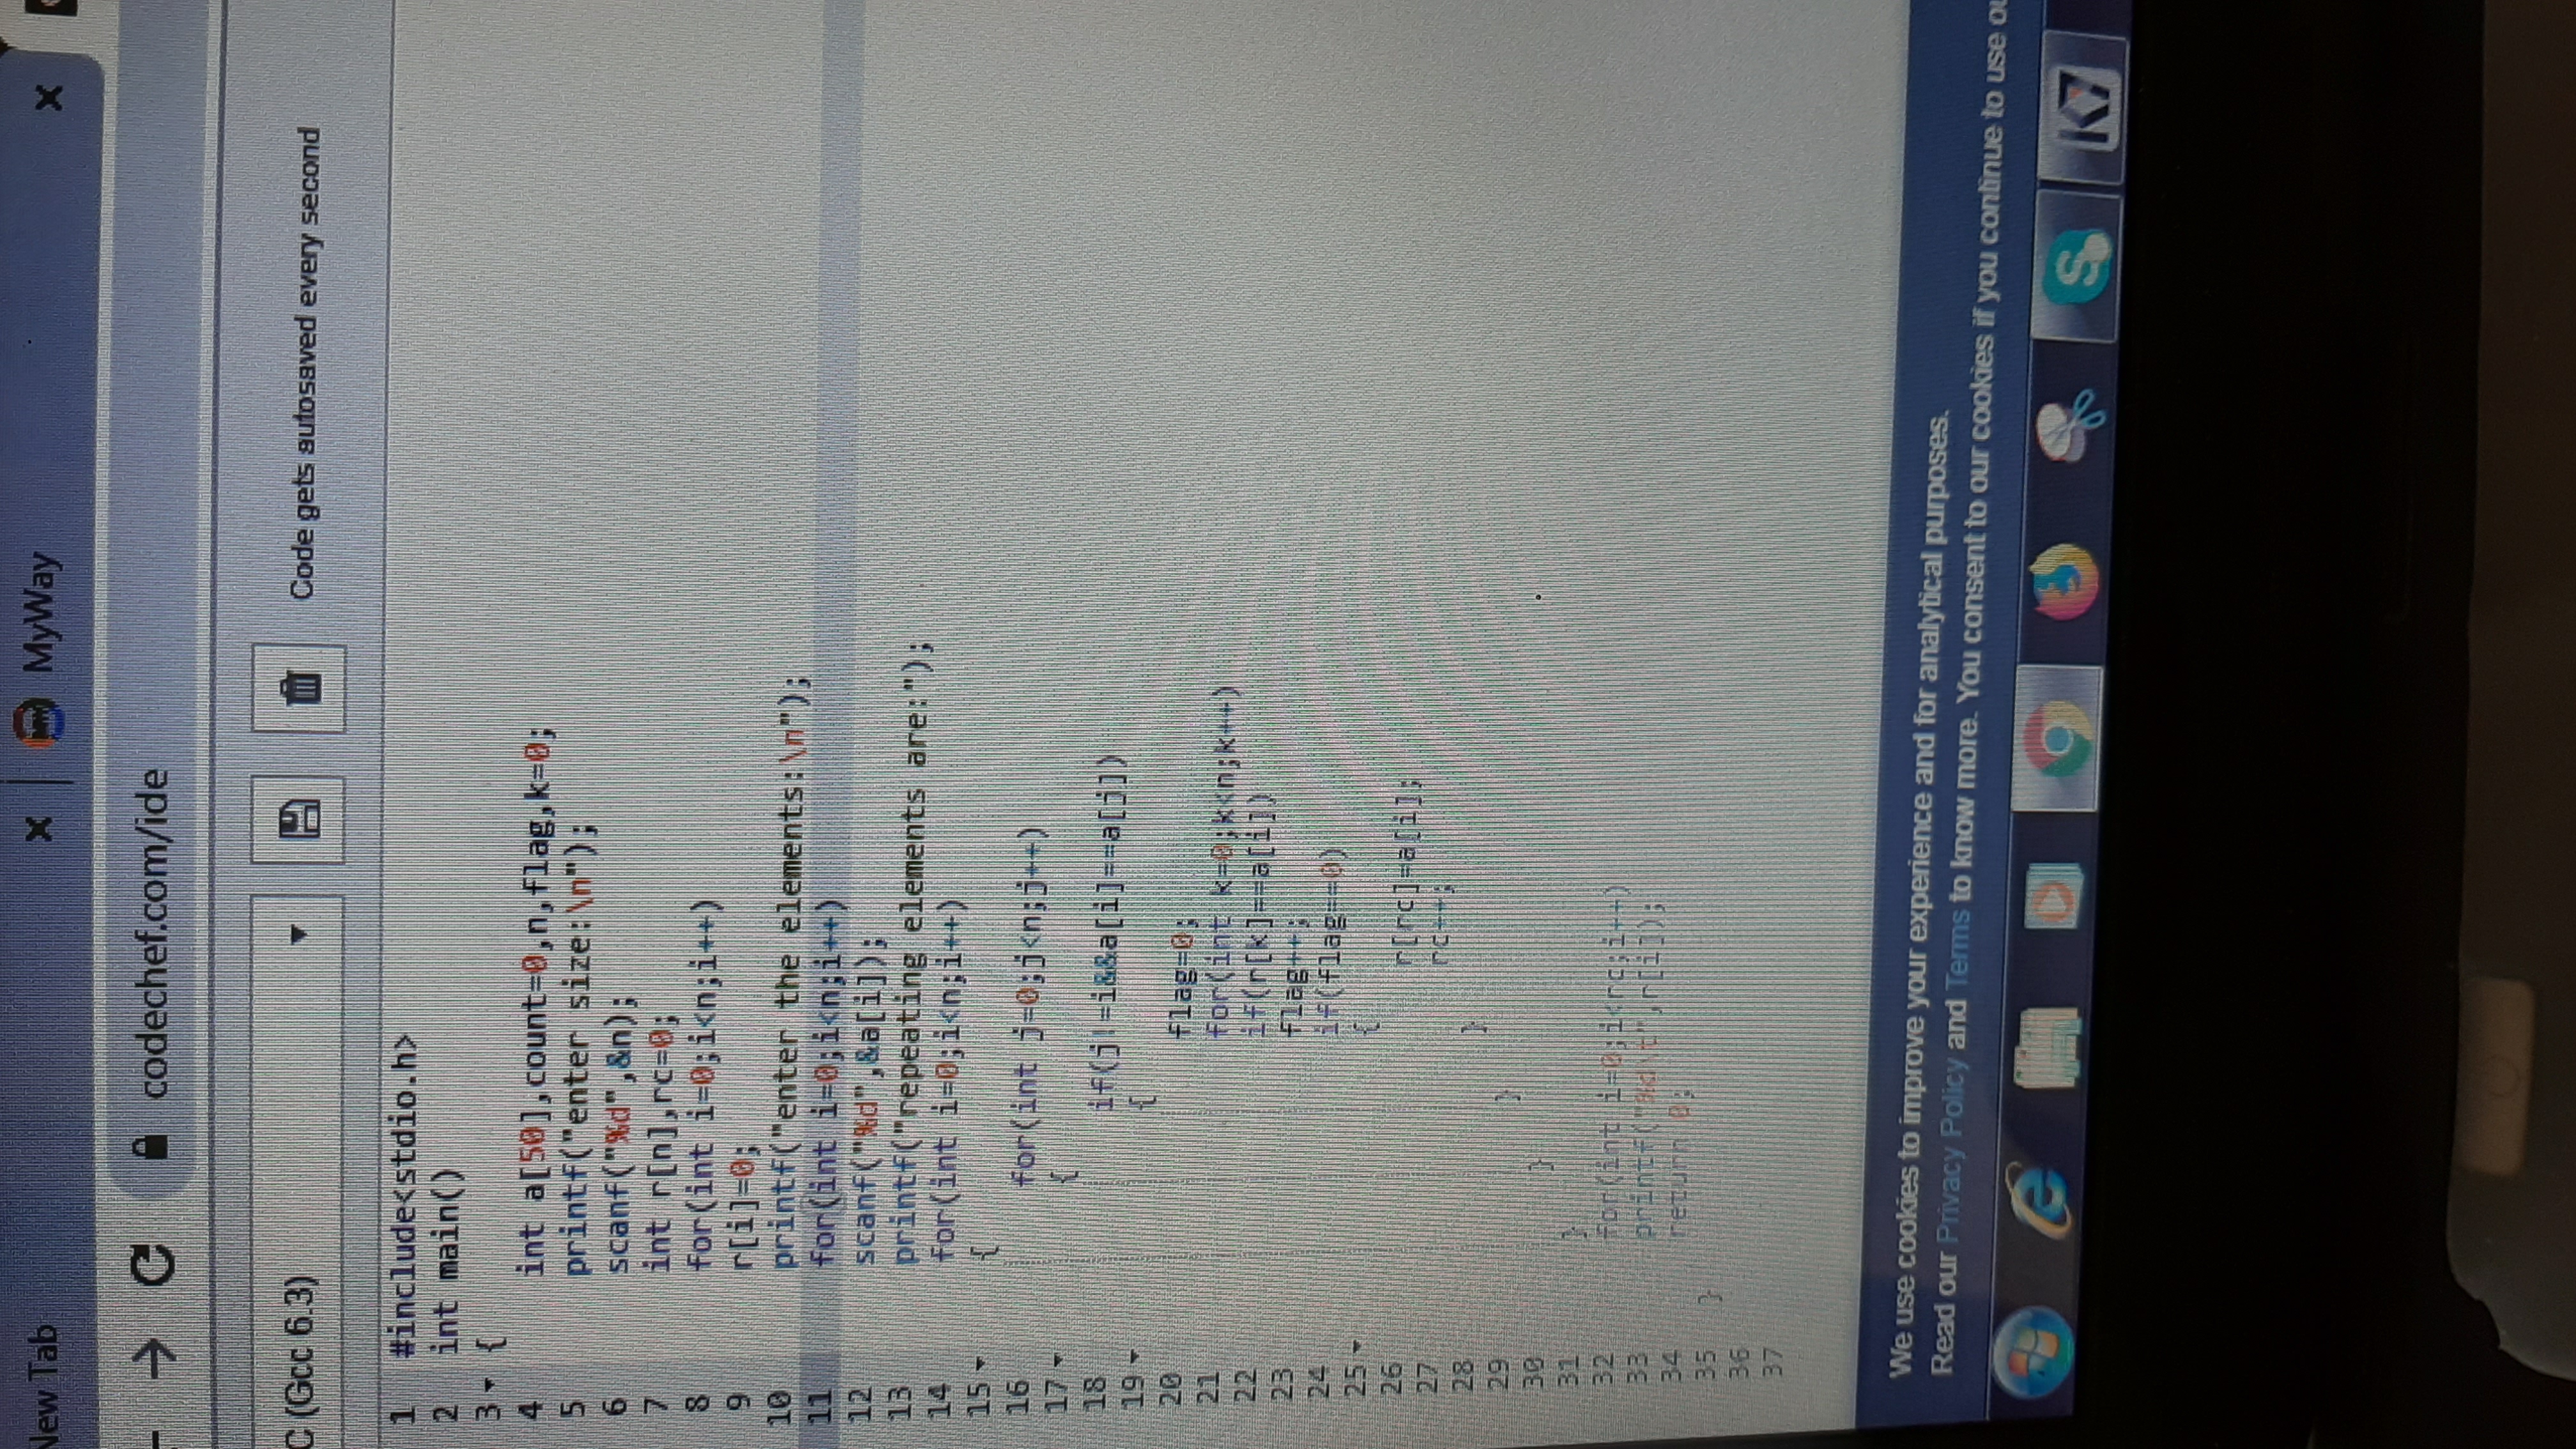 New Tab
MyWay
codechef.com/ide
C (Gcc 6.3)
Code gets autosaved every second
1 #include<stdio.h>
2 int main()
3 {
4 int a[50],count=0,n,flag,k=0;
5 printf("enter size:\n");
6 scanf("%d",&n);
7 int r[n],rc=0;
8 for(int i=0;i<n;i++)
9 r[i]=0;
10 printf("enter the elements:\n");
11 for(int i=0;i<n;i++)
12 scanf("%d",&a[i]);
13 printf("repeating elements are:");
14 for(int i=0;i<n;i++)
15 {
16 for(int j=0;j<n;j++)
17 {
18 if(j!=i&&a[i]==a[j])
19 {
20 flag=0;
21 for(int k=0;k<n;k++)
22 if(r[k]==a[i])
23 flag++;
24 if(flag==0)
25 {
26 r[rc]=a[i];
27 rc++;
28 }
29 }
30 }
31 }
32 for(int i=0;i<rc;i++)
33 printf("%d\t",r[i]);
34 return 0;
35 }
36
37
We use cookies to improve your experience and for analytical purposes.
Read our Privacy Policy and Terms to know more. You consent to our cookies if you continue to use
K7